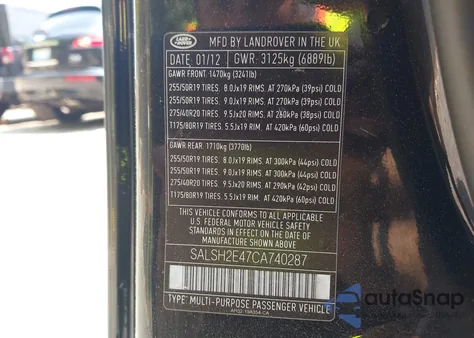 LAND ROVER
MFD BY LANDROVER IN THE UK
DATE: 01/12 GWR: 3125kg (6889lb)
GAWR FRONT: 1470kg (3241lb)
255/50R19 TIRES. 8.0Jx19 RIMS. AT 270kPa (39psi) COLD
255/50R19 TIRES. 9.0Jx19 RIMS. AT 270kPa (39psi) COLD
275/40R20 TIRES. 9.5Jx20 RIMS. AT 260kPa (38psi) COLD
T175/80R19 TIRES. 5.5Jx19 RIM. AT 420kPa (60psi) COLD
GAWR REAR: 1710kg (3770lb)
255/50R19 TIRES. 8.0Jx19 RIMS. AT 300kPa (44psi) COLD
255/50R19 TIRES. 9.0Jx19 RIMS. AT 300kPa (44psi) COLD
275/40R20 TIRES. 9.5Jx20 RIMS. AT 290kPa (42psi) COLD
T175/80R19 TIRES. 5.5Jx19 RIM. AT 420kPa (60psi) COLD
THIS VEHICLE CONFORMS TO ALL APPLICABLE
U.S. FEDERAL MOTOR VEHICLE SAFETY
STANDARDS IN EFFECT ON THE DATE OF
MANUFACTURE SHOWN ABOVE
SALSH2E47CA740287
TYPE: MULTI-PURPOSE PASSENGER VEHICLE
autoSnap